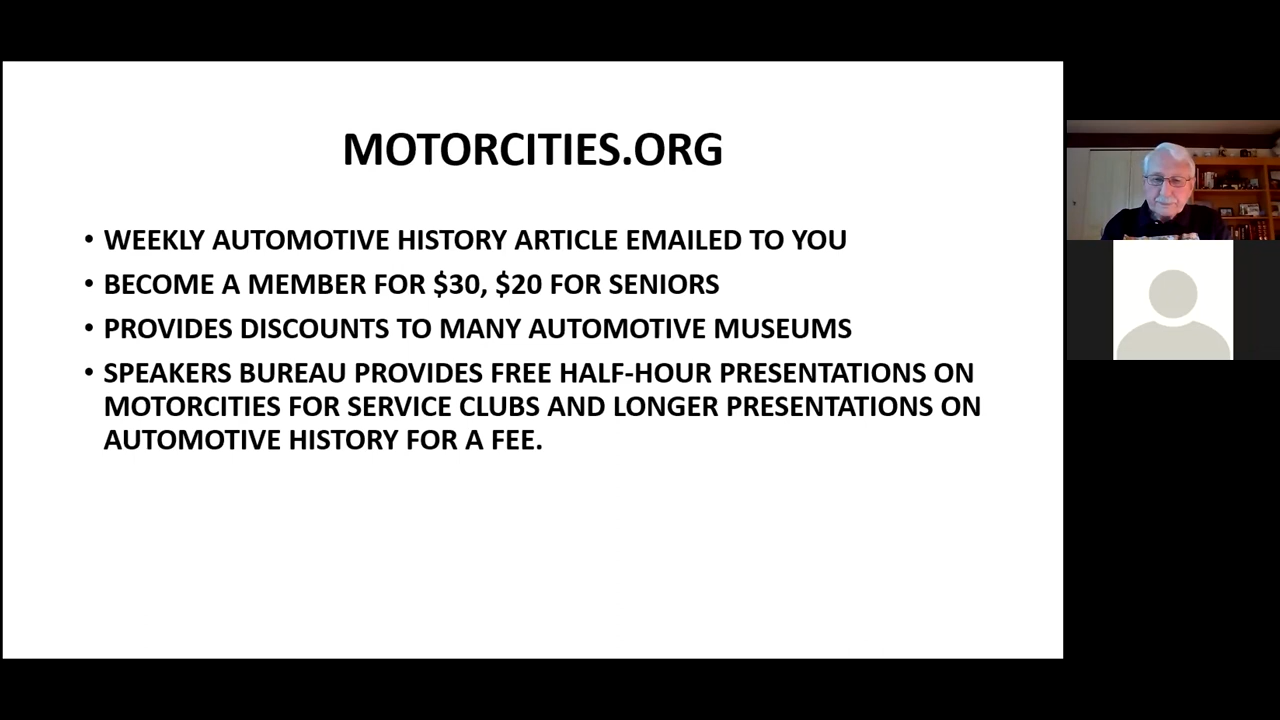 MOTORCITIES.ORG
• WEEKLY AUTOMOTIVE HISTORY ARTICLE EMAILED TO YOU
• BECOME A MEMBER FOR $30, $20 FOR SENIORS
• PROVIDES DISCOUNTS TO MANY AUTOMOTIVE MUSEUMS
• SPEAKERS BUREAU PROVIDES FREE HALF-HOUR PRESENTATIONS ON
MOTORCITIES FOR SERVICE CLUBS AND LONGER PRESENTATIONS ON
AUTOMOTIVE HISTORY FOR A FEE.